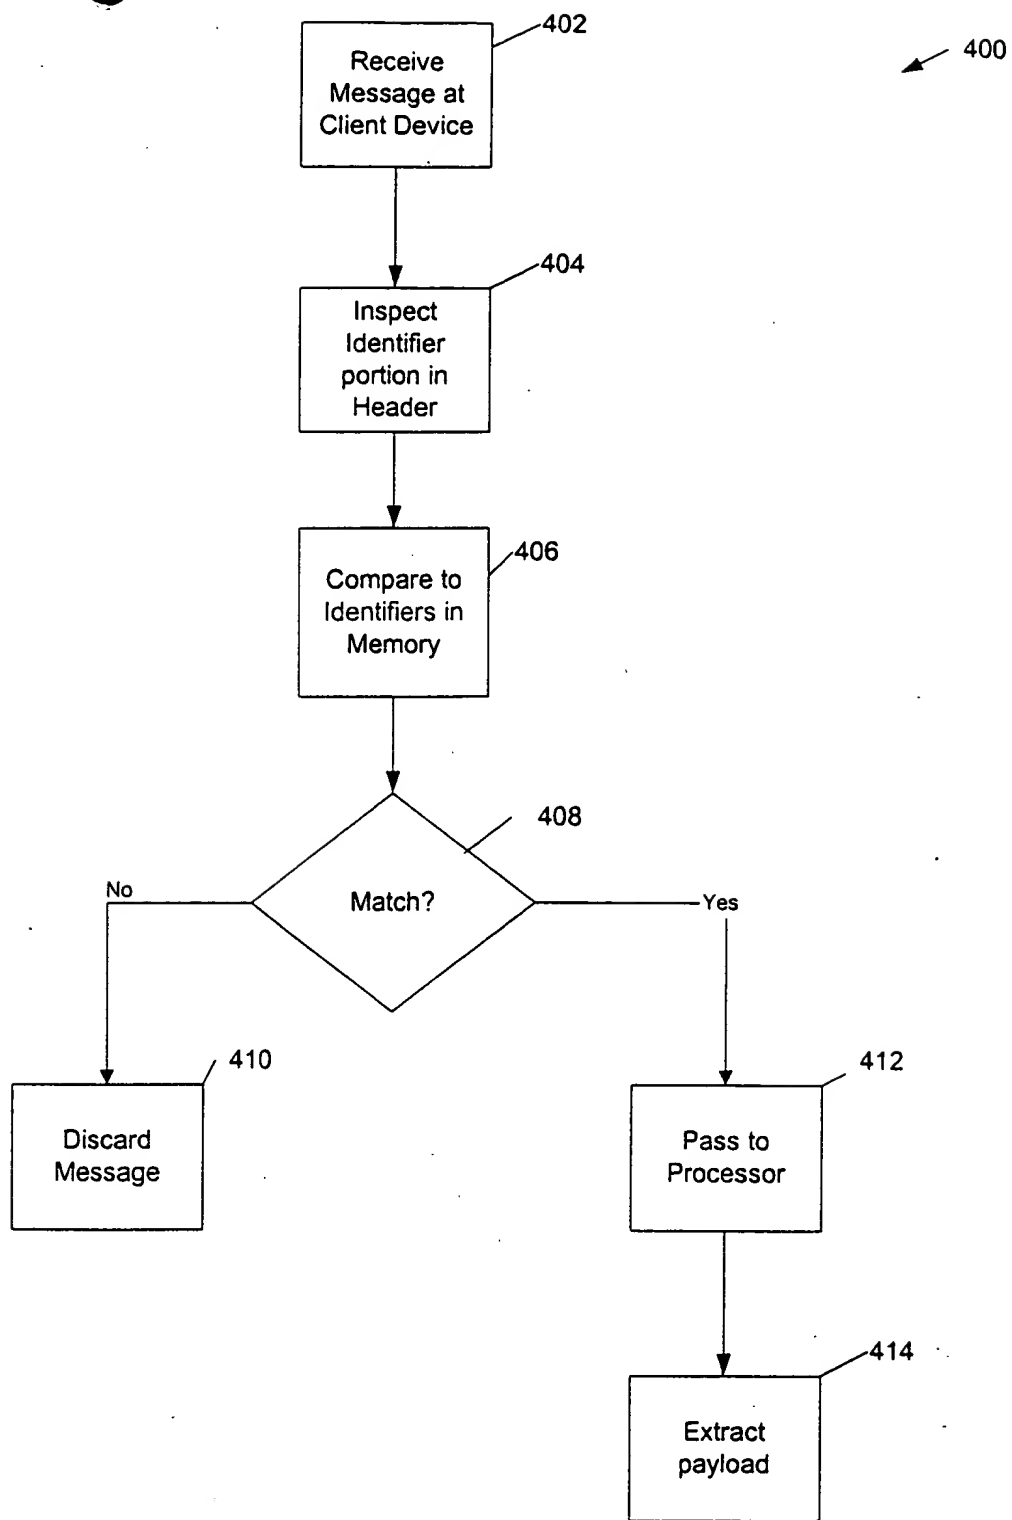 402
400
Receive
Message at
Client Device
404
Inspect
Identifier
portion in
Header
406
Compare to
Identifiers in
Memory
408
Match?
No
Yes
410
412
Discard
Message
Pass to
Processor
414
Extract
payload